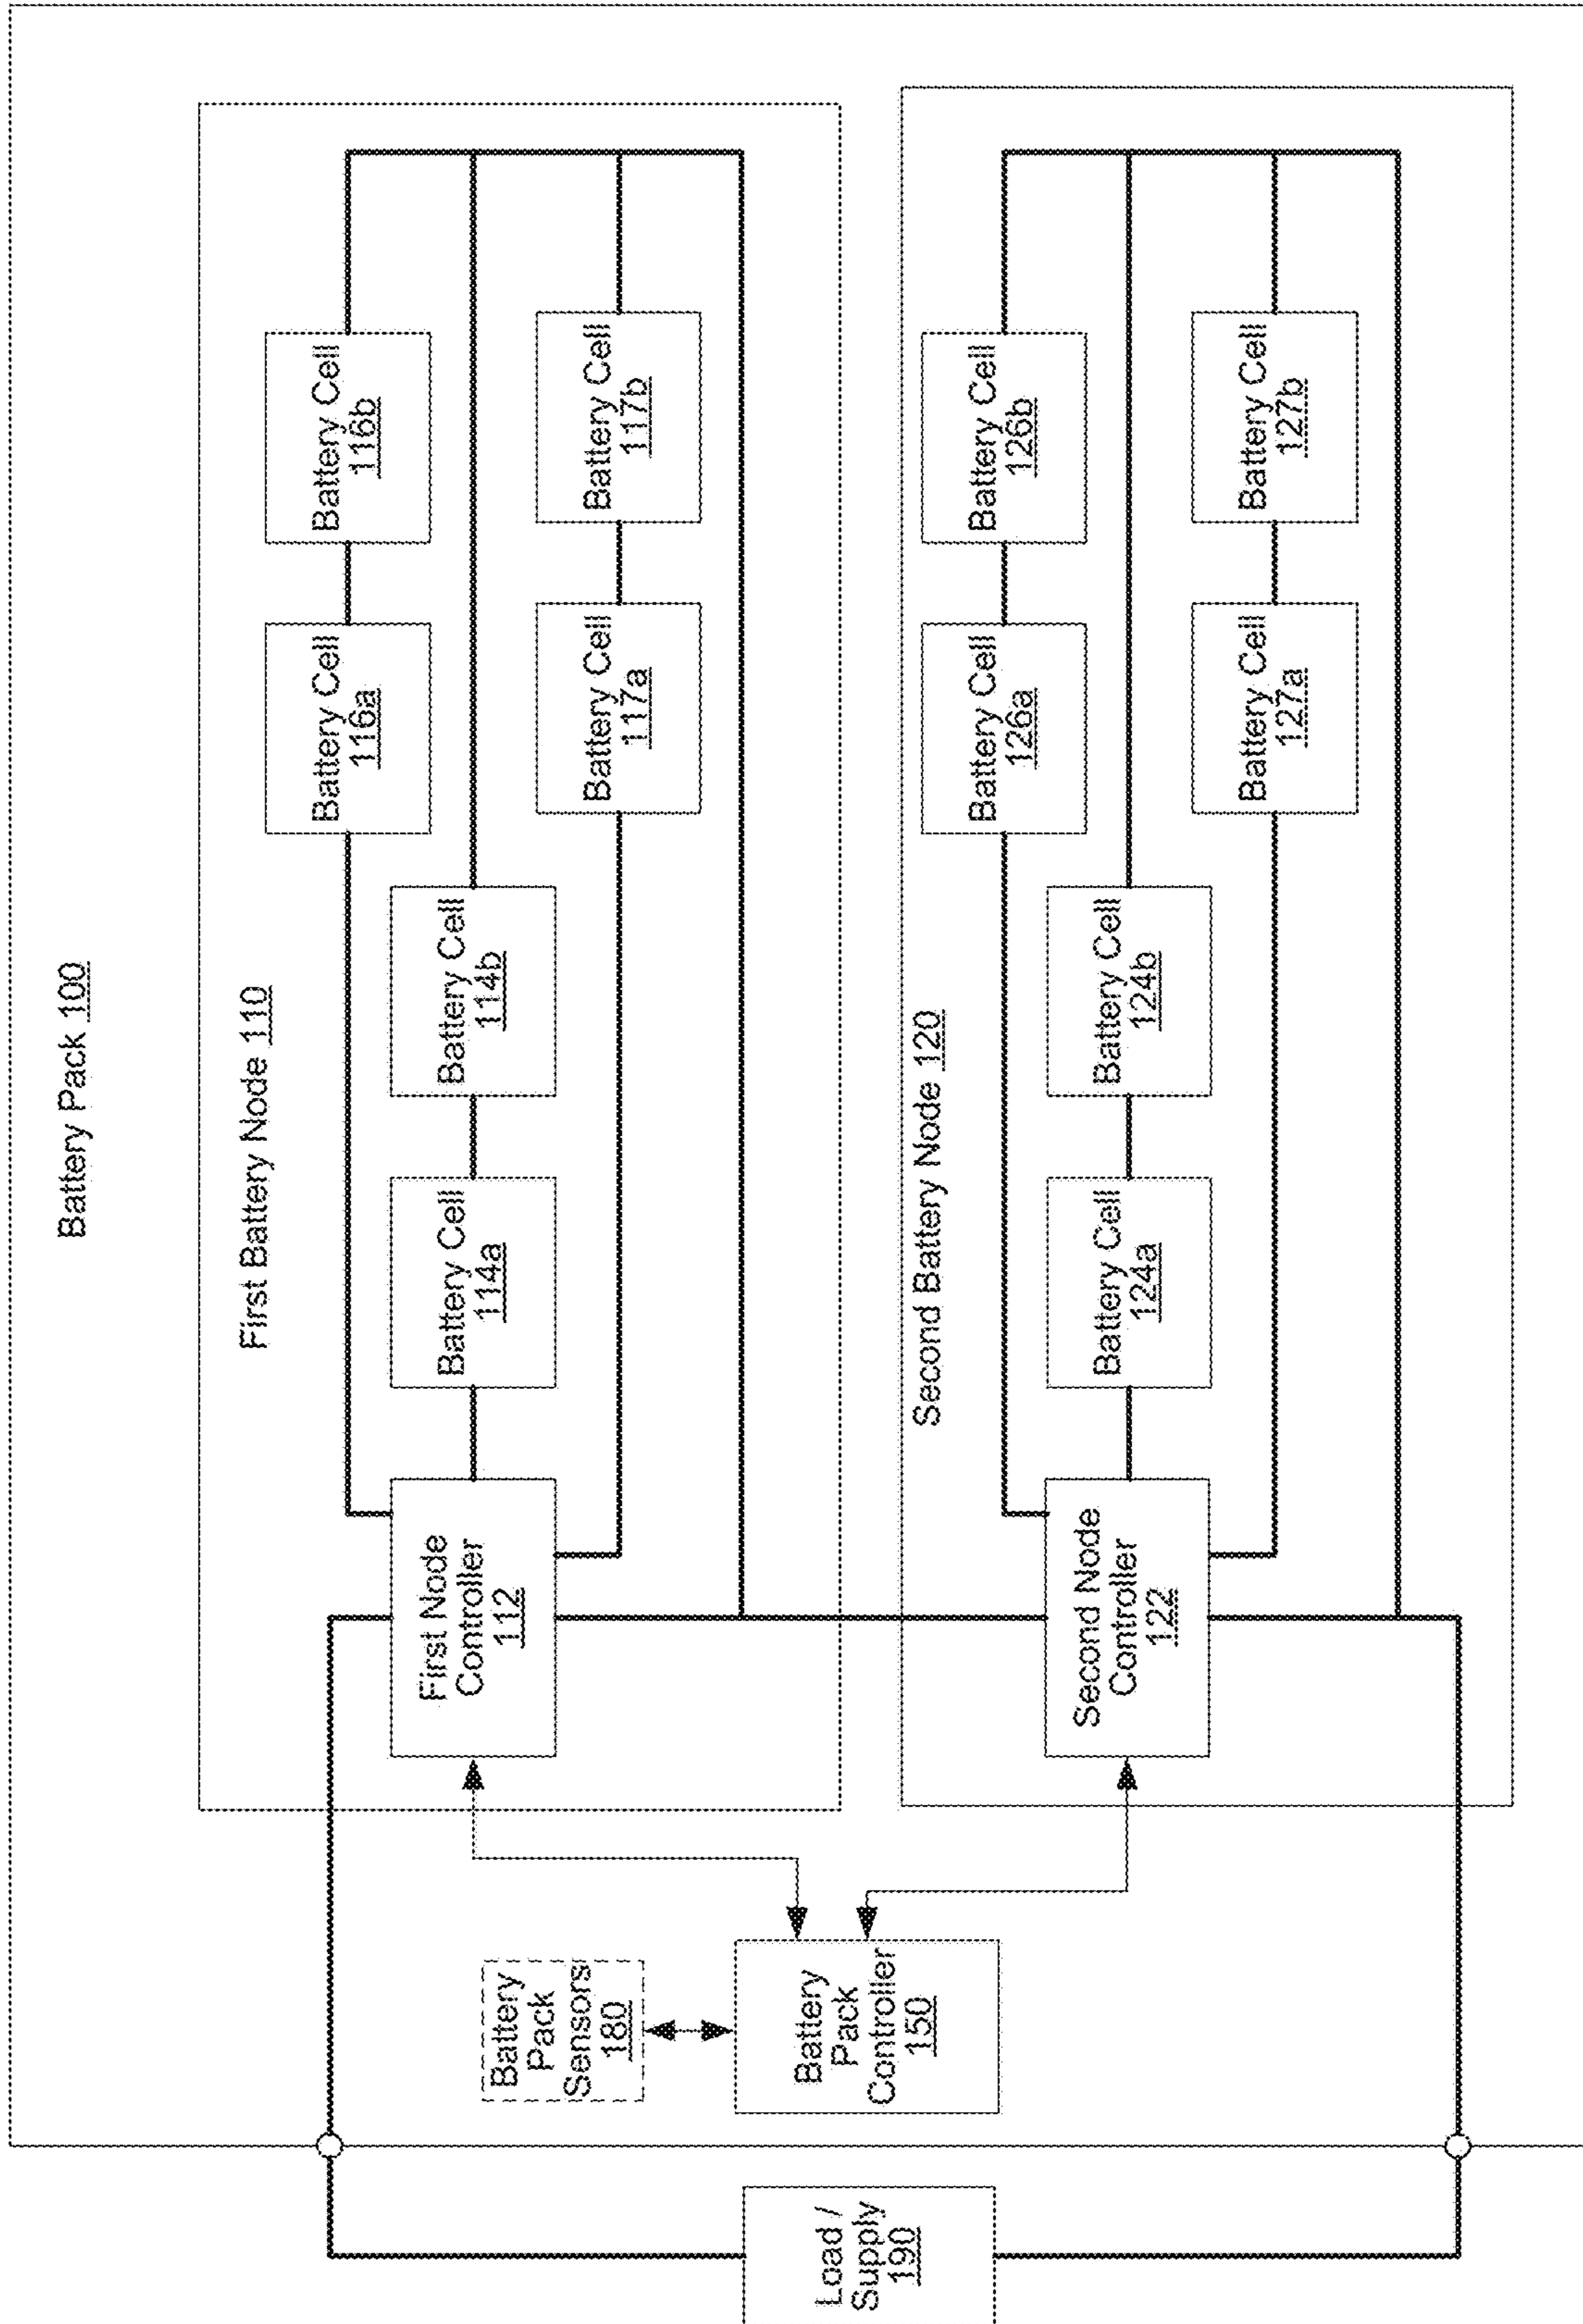 Battery Pack 100
First Battery Node 110
Battery Cell
116a
Battery Cell
116b
First Node
Controller
112
Battery Cell
114a
Battery Cell
114b
Battery Cell
117a
Battery Cell
117b
Battery
Pack
Sensors
180
Load /
Supply
190
Battery
Pack
Controller
150
Second Battery Node 120
Battery Cell
126a
Battery Cell
126b
Second Node
Controller
122
Battery Cell
124a
Battery Cell
124b
Battery Cell
127a
Battery Cell
127b